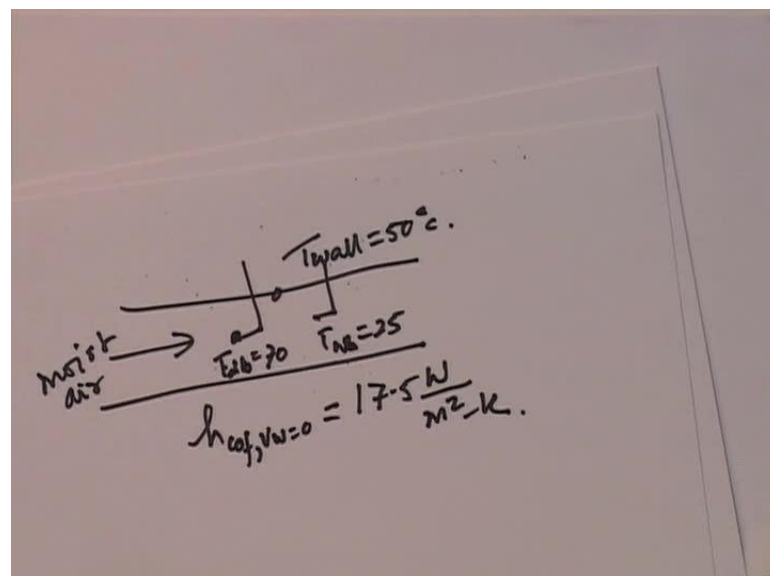 Twall = 50°c.
moist air
Tdb=70
TWb=25
hcof,Vw=0 = 17.5 W/m²-K.